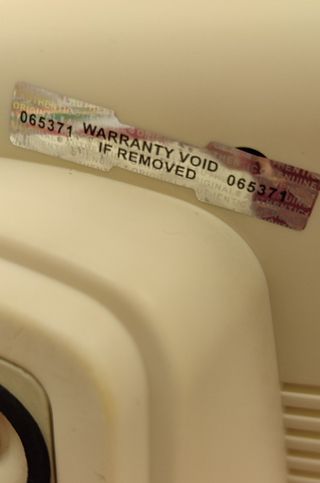 065371 WARRANTY VOID 065371
IF REMOVED